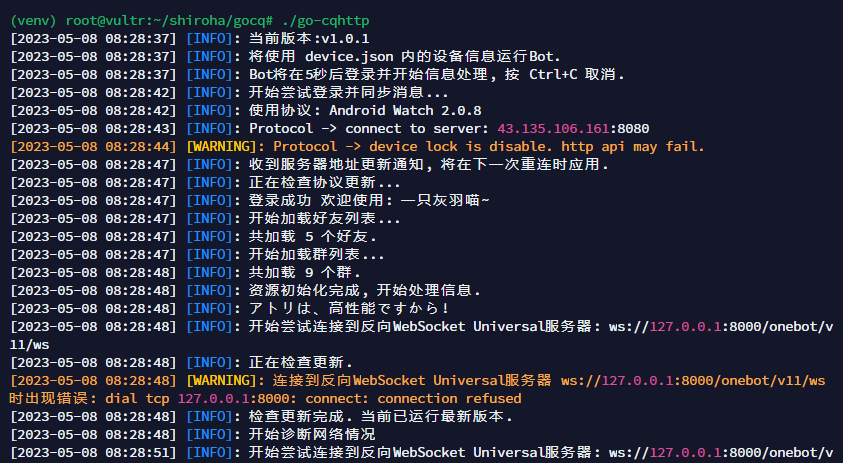 (venv) root@vultr:~/shiroha/gocq# ./go-cqhttp
[2023-05-08 08:28:37] [INFO]: 当前版本:v1.0.1
[2023-05-08 08:28:37] [INFO]: 将使用 device.json 内的设备信息运行Bot.
[2023-05-08 08:28:37] [INFO]: Bot将在5秒后登录并开始信息处理, 按 Ctrl+C 取消.
[2023-05-08 08:28:42] [INFO]: 开始尝试登录并同步消息...
[2023-05-08 08:28:42] [INFO]: 使用协议: Android Watch 2.0.8
[2023-05-08 08:28:43] [INFO]: Protocol -> connect to server: 43.135.106.161:8080
[2023-05-08 08:28:44] [WARNING]: Protocol -> device lock is disable. http api may fail.
[2023-05-08 08:28:47] [INFO]: 收到服务器地址更新通知, 将在下一次重连时应用.
[2023-05-08 08:28:47] [INFO]: 正在检查协议更新...
[2023-05-08 08:28:47] [INFO]: 登录成功 欢迎使用: 一只灰羽喵~
[2023-05-08 08:28:47] [INFO]: 开始加载好友列表...
[2023-05-08 08:28:47] [INFO]: 共加载 5 个好友.
[2023-05-08 08:28:47] [INFO]: 开始加载群列表...
[2023-05-08 08:28:48] [INFO]: 共加载 9 个群.
[2023-05-08 08:28:48] [INFO]: 资源初始化完成, 开始处理信息.
[2023-05-08 08:28:48] [INFO]: アトリは、高性能ですから!
[2023-05-08 08:28:48] [INFO]: 开始尝试连接到反向WebSocket Universal服务器: ws://127.0.0.1:8000/onebot/v
11/ws
[2023-05-08 08:28:48] [INFO]: 正在检查更新.
[2023-05-08 08:28:48] [WARNING]: 连接到反向WebSocket Universal服务器 ws://127.0.0.1:8000/onebot/v11/ws
时出现错误: dial tcp 127.0.0.1:8000: connect: connection refused
[2023-05-08 08:28:48] [INFO]: 检查更新完成. 当前已运行最新版本.
[2023-05-08 08:28:48] [INFO]: 开始诊断网络情况
[2023-05-08 08:28:51] [INFO]: 开始尝试连接到反向WebSocket Universal服务器: ws://127.0.0.1:8000/onebot/v